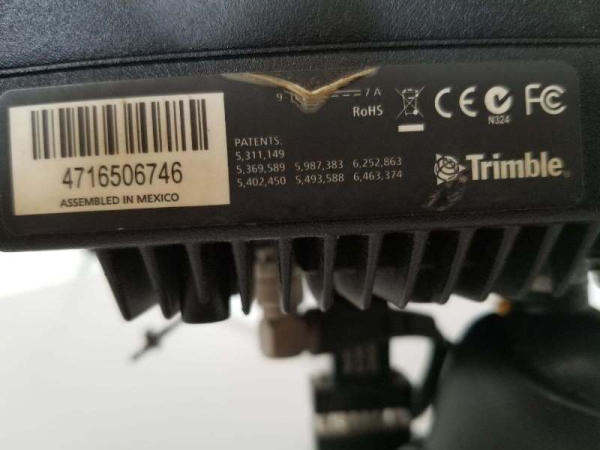 4716506746
ASSEMBLED IN MEXICO
7 A
RoHS
CE
N324
FC
PATENTS:
5,311,149
5,369,589 5,987,383 6,252,863
5,402,450 5,493,588 6,463,374
Trimble